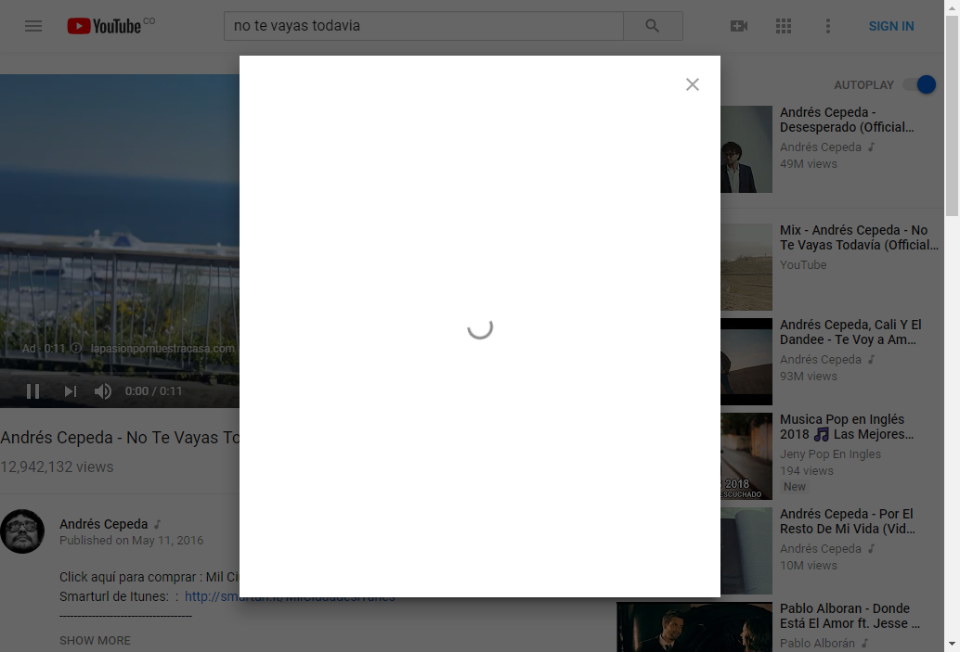 YouTube CO
no te vayas todavia
SIGN IN
AUTOPLAY
Andrés Cepeda -
Desesperado (Official...
Andrés Cepeda
49M views
Mix - Andrés Cepeda - No
Te Vayas Todavía (Official...
YouTube
Andrés Cepeda, Cali Y El
Dandee - Te Voy a Am...
Andrés Cepeda
93M views
Musica Pop en Inglés
2018 🎵 Las Mejores...
Jeny Pop En Ingles
194 views
New
2018
ESCUCHADO
Andrés Cepeda - Por El
Resto De Mi Vida (Vid...
Andrés Cepeda
10M views
Pablo Alboran - Donde
Está El Amor ft. Jesse ...
Pablo Alborán
Ad · 0:11 lapasionpornuestracasa.com
0:00 / 0:11
Andrés Cepeda - No Te Vayas To
12,942,132 views
Andrés Cepeda
Published on May 11, 2016
Click aquí para comprar : Mil Ci
Smarturl de Itunes: : http://smarturl.it/MilCiudadesiTunes
----------------------------------
SHOW MORE